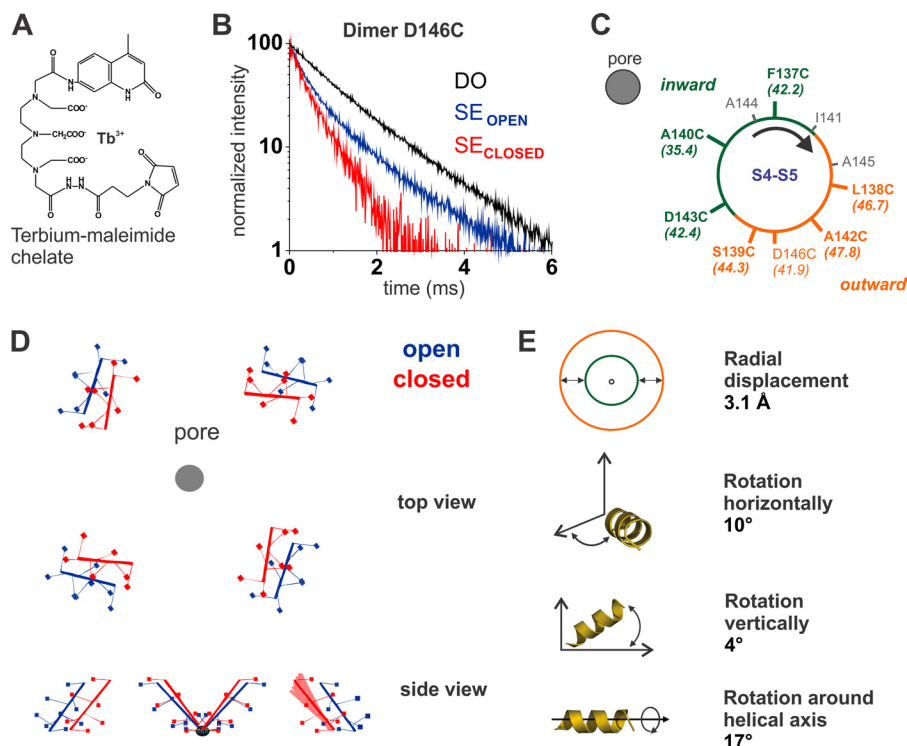 A
O
O
N
H
N
H
O
N
COO⁻
N
CH₂COO⁻
Tb³⁺
N
COO⁻
O
H
N
N
H
O
N
O
O
Terbium-maleimide
chelate
B
Dimer D146C
normalized intensity
100
10
1
0
2
4
6
time (ms)
DO
SE OPEN
SE CLOSED
C
pore
inward
F137C
(42.2)
A144
I141
A140C
(35.4)
A145
S4-S5
L138C
(46.7)
D143C
(42.4)
A142C
(47.8)
S139C
(44.3)
D146C
(41.9)
outward
D
open
closed
pore
top view
side view
E
Radial
displacement
3.1 Å
Rotation
horizontally
10°
Rotation
vertically
4°
Rotation around
helical axis
17°